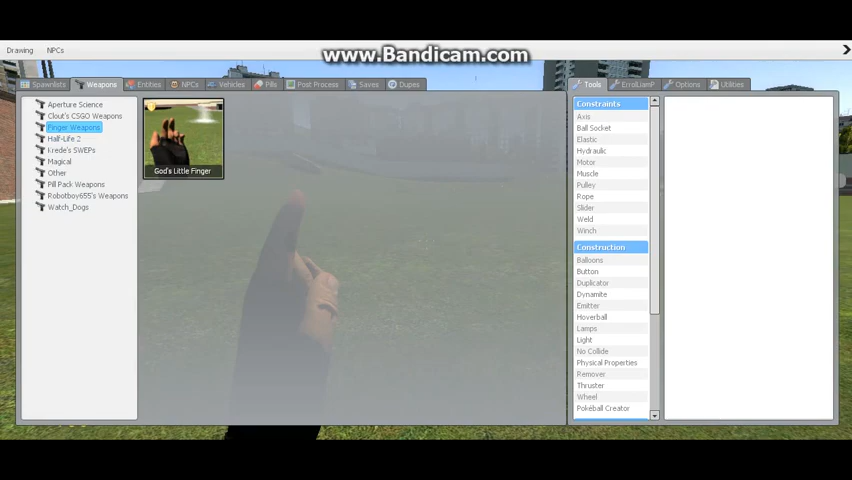 www.Bandicam.com
Drawing NPCs
Spawnlists Weapons Entities NPCs Vehicles Pills Post Process Saves Dupes
Aperture Science
Clout's CSGO Weapons
Finger Weapons
Half-Life 2
krede's SWEPs
Magical
Other
Pill Pack Weapons
Robotboy655's Weapons
Watch_Dogs
God's Little Finger
Tools ErrolLiamP Options Utilities
Constraints
Axis
Ball Socket
Elastic
Hydraulic
Motor
Muscle
Pulley
Rope
Slider
Weld
Winch
Construction
Balloons
Button
Duplicator
Dynamite
Emitter
Hoverball
Lamps
Light
No Collide
Physical Properties
Remover
Thruster
Wheel
Pokéball Creator